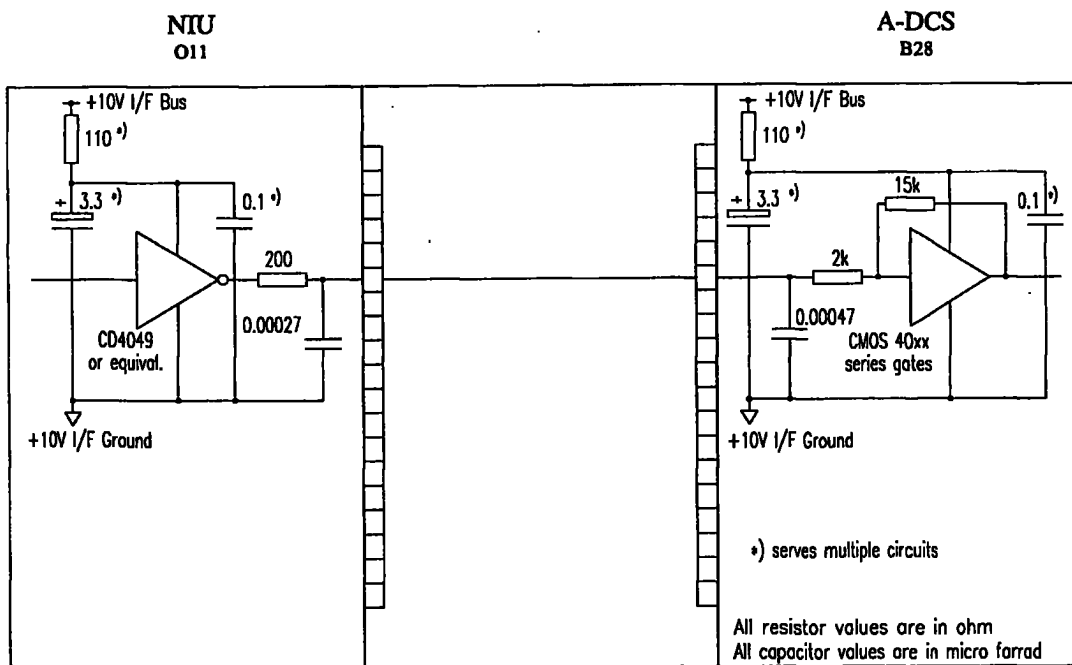 NIU
O11
A-DCS
B28
+10V I/F Bus
110 *)
+ 3.3 *)
0.1 *)
200
0.00027
CD4049
or equival.
+10V I/F Ground
+10V I/F Bus
110 *)
+ 3.3 *)
15k
0.1 *)
2k
0.00047
CMOS 40xx
series gates
+10V I/F Ground
*) serves multiple circuits
All resistor values are in ohm
All capacitor values are in micro farrad